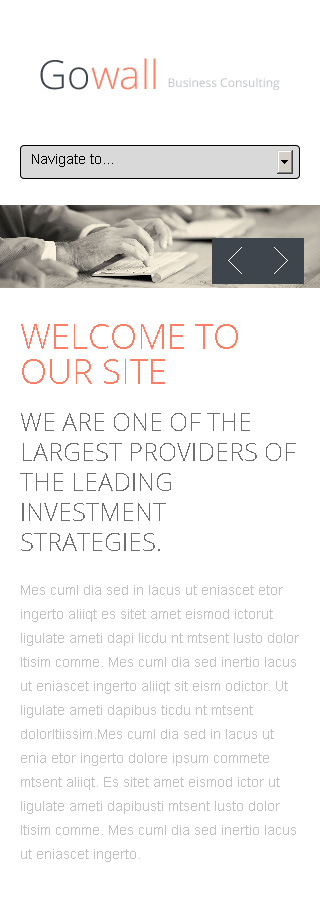 Gowall Business Consulting
Navigate to...
WELCOME TO
OUR SITE
WE ARE ONE OF THE
LARGEST PROVIDERS OF
THE LEADING
INVESTMENT
STRATEGIES.
Mes cuml dia sed in lacus ut eniascet etor
ingerto aliiqt es sitet amet eismod ictorut
ligulate ameti dapi licdu nt mtsent lusto dolor
ltisim comme. Mes cuml dia sed inertio lacus
ut eniascet ingerto aliiqt sit eism odictor. Ut
ligulate ameti dapibus ticdu nt mtsent
dolorltiissim.Mes cuml dia sed in lacus ut
enia etor ingerto dolore ipsum commete
mtsent aliiqt. Es sitet amet eismod ictor ut
ligulate ameti dapibusti mtsent lusto dolor
ltisim comme. Mes cuml dia sed inertio lacus
ut eniascet ingerto.